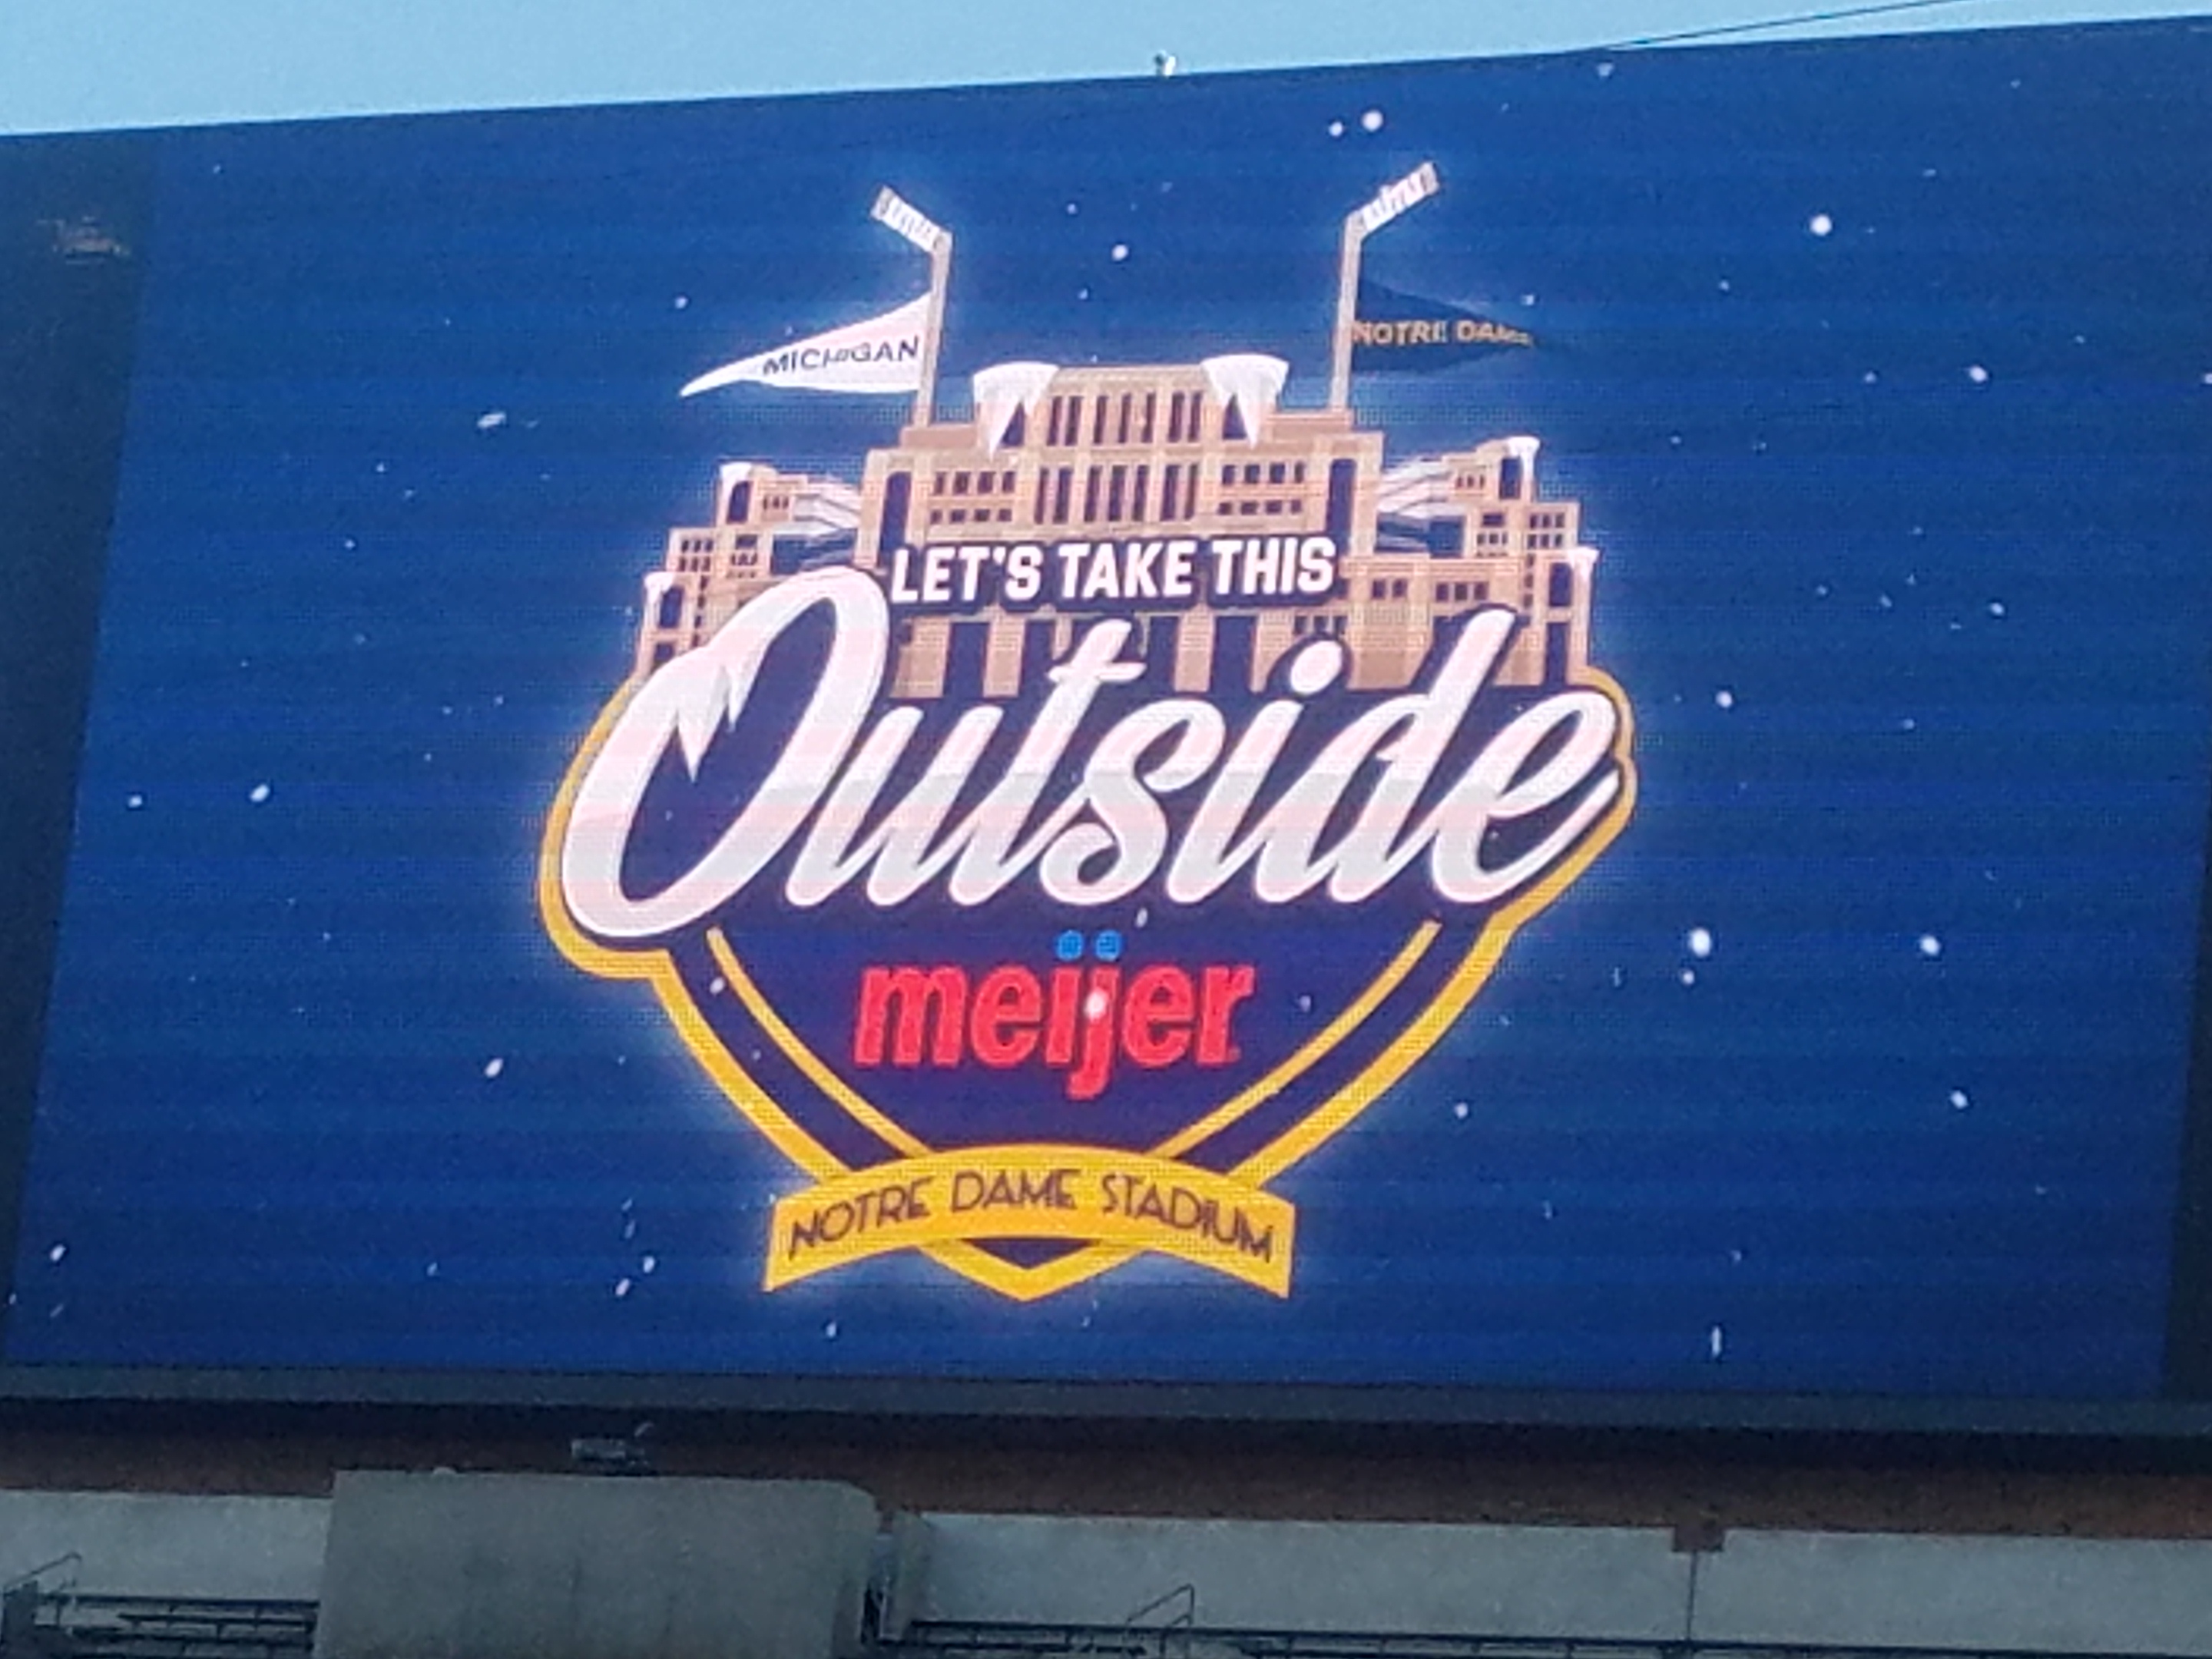 MICHIGAN
NOTRE DAME
LET'S TAKE THIS
Outside
meijer
NOTRE DAME STADIUM